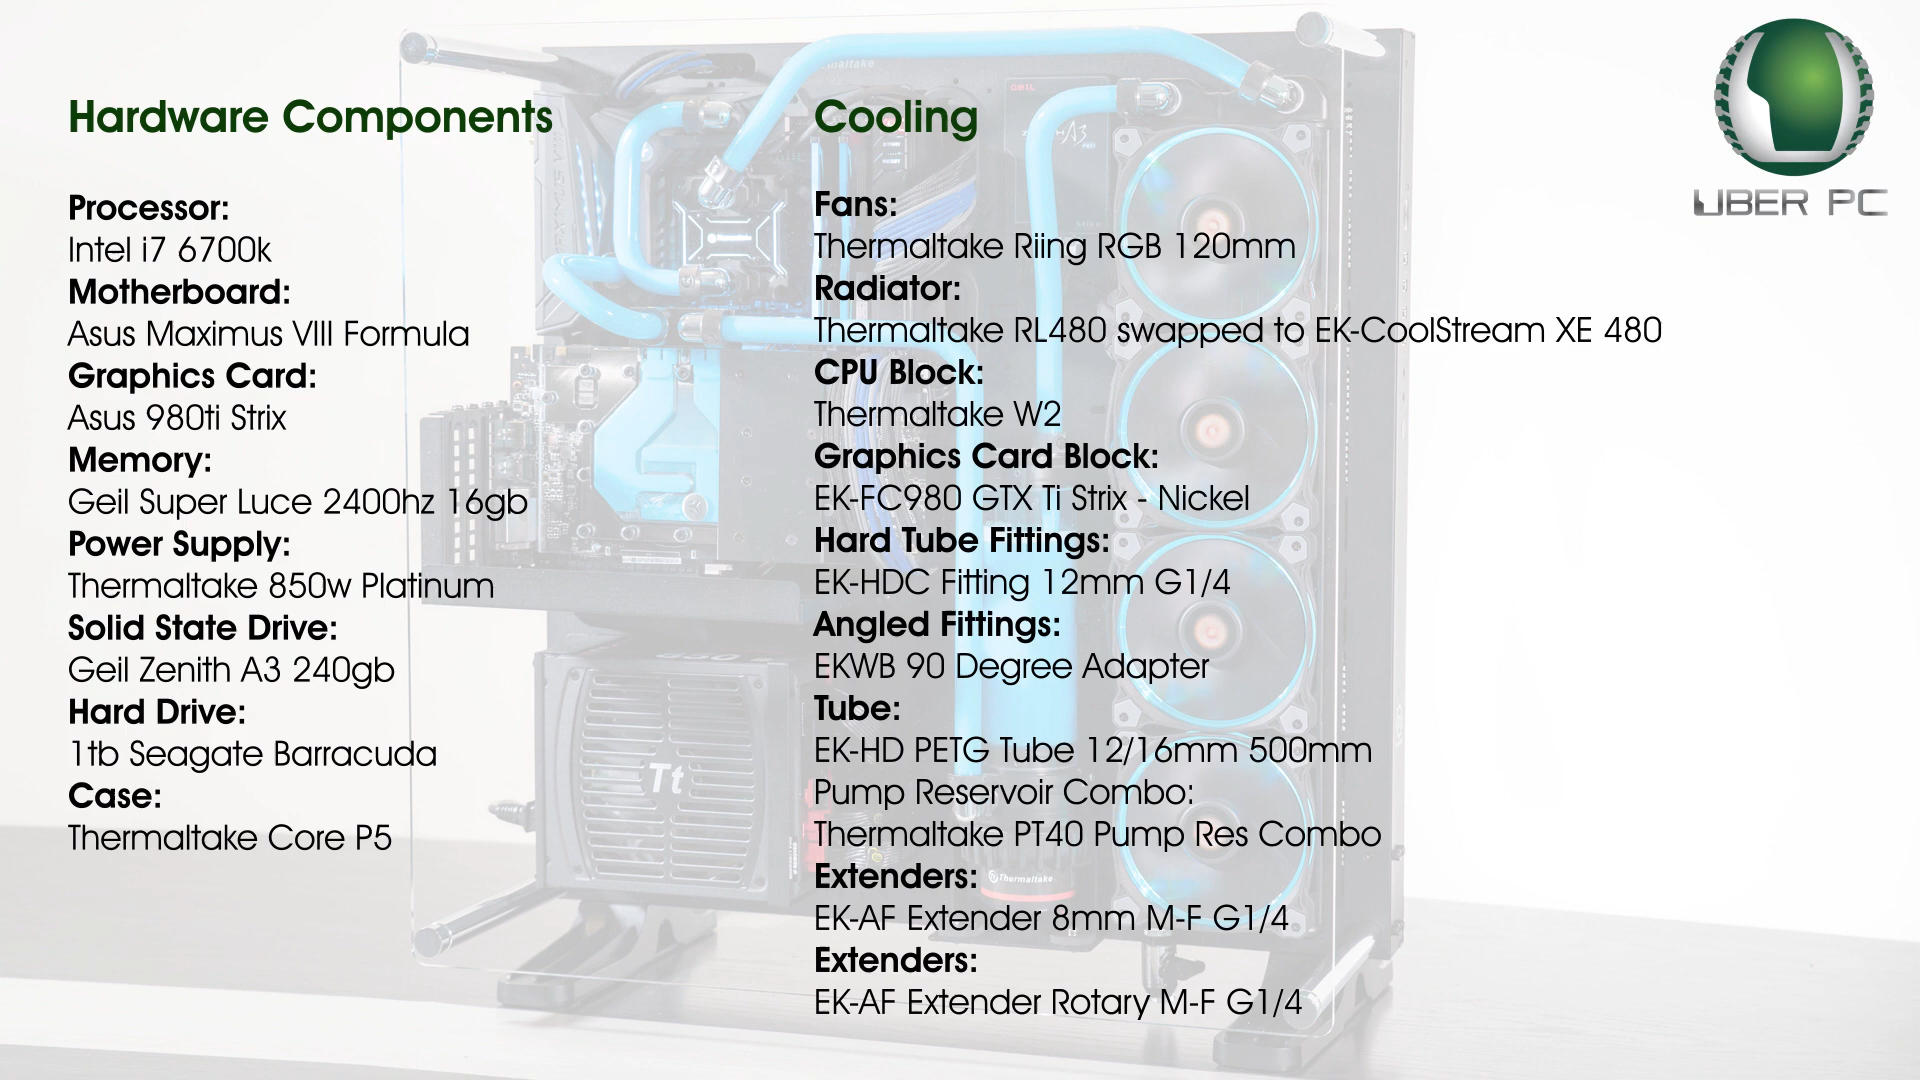 Hardware Components
Processor:
Intel i7 6700k
Motherboard:
Asus Maximus VIII Formula
Graphics Card:
Asus 980ti Strix
Memory:
Geil Super Luce 2400hz 16gb
Power Supply:
Thermaltake 850w Platinum
Solid State Drive:
Geil Zenith A3 240gb
Hard Drive:
1tb Seagate Barracuda
Case:
Thermaltake Core P5
Cooling
Fans:
Thermaltake Riing RGB 120mm
Radiator:
Thermaltake RL480 swapped to EK-CoolStream XE 480
CPU Block:
Thermaltake W2
Graphics Card Block:
EK-FC980 GTX Ti Strix - Nickel
Hard Tube Fittings:
EK-HDC Fitting 12mm G1/4
Angled Fittings:
EKWB 90 Degree Adapter
Tube:
EK-HD PETG Tube 12/16mm 500mm
Pump Reservoir Combo:
Thermaltake PT40 Pump Res Combo
Extenders:
EK-AF Extender 8mm M-F G1/4
Extenders:
EK-AF Extender Rotary M-F G1/4
UBER PC
Tt
Thermaltake
A3